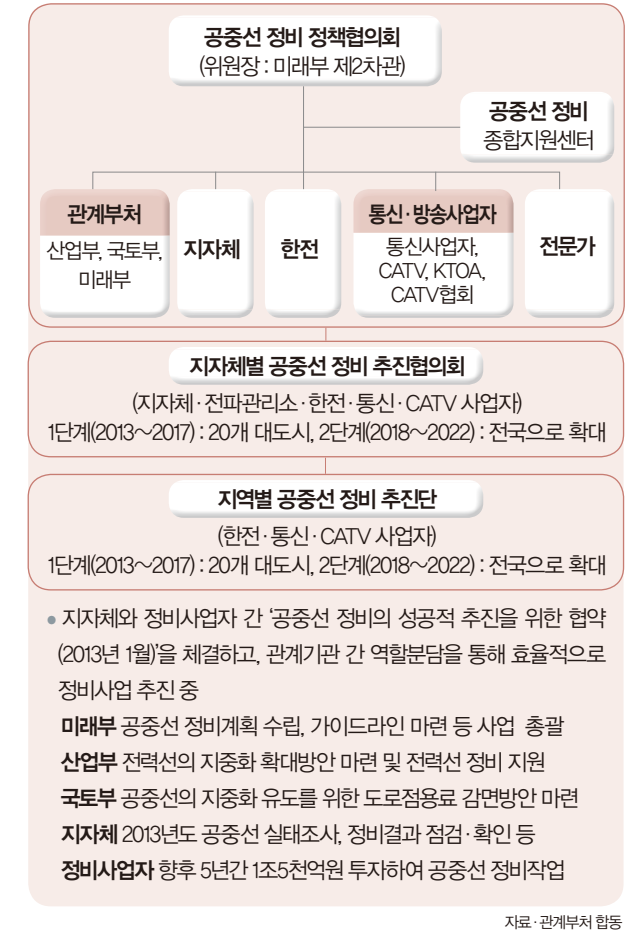 공중선 정비 정책협의회
(위원장 : 미래부 제2차관)
공중선 정비
종합지원센터
관계부처
산업부, 국토부,
미래부
지자체
한전
통신·방송사업자
통신사업자,
CATV, KTOA,
CATV협회
전문가
지자체별 공중선 정비 추진협의회
(지자체·전파관리소·한전·통신·CATV 사업자)
1단계(2013~2017) : 20개 대도시, 2단계(2018~2022) : 전국으로 확대
지역별 공중선 정비 추진단
(한전·통신·CATV 사업자)
1단계(2013~2017) : 20개 대도시, 2단계(2018~2022) : 전국으로 확대
● 지자체와 정비사업자 간 ‘공중선 정비의 성공적 추진을 위한 협약
(2013년 1월)’을 체결하고, 관계기관 간 역할분담을 통해 효율적으로
정비사업 추진 중
미래부 공중선 정비계획 수립, 가이드라인 마련 등 사업 총괄
산업부 전력선의 지중화 확대방안 마련 및 전력선 정비 지원
국토부 공중선의 지중화 유도를 위한 도로점용료 감면방안 마련
지자체 2013년도 공중선 실태조사, 정비결과 점검·확인 등
정비사업자 향후 5년간 1조5천억원 투자하여 공중선 정비작업
자료·관계부처 합동